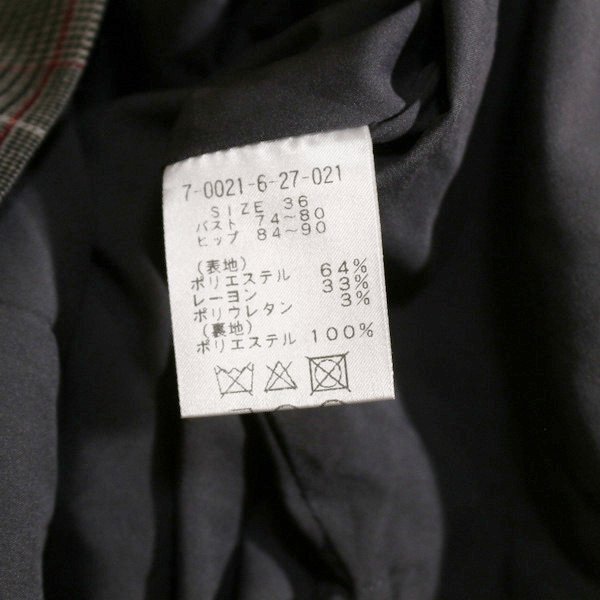 7-0021-6-27-021
SIZE 36
バスト 74~80
ヒップ 84~90
(表地)
ポリエステル 64%
レーヨン 33%
ポリウレタン 3%
(裏地)
ポリエステル 100%